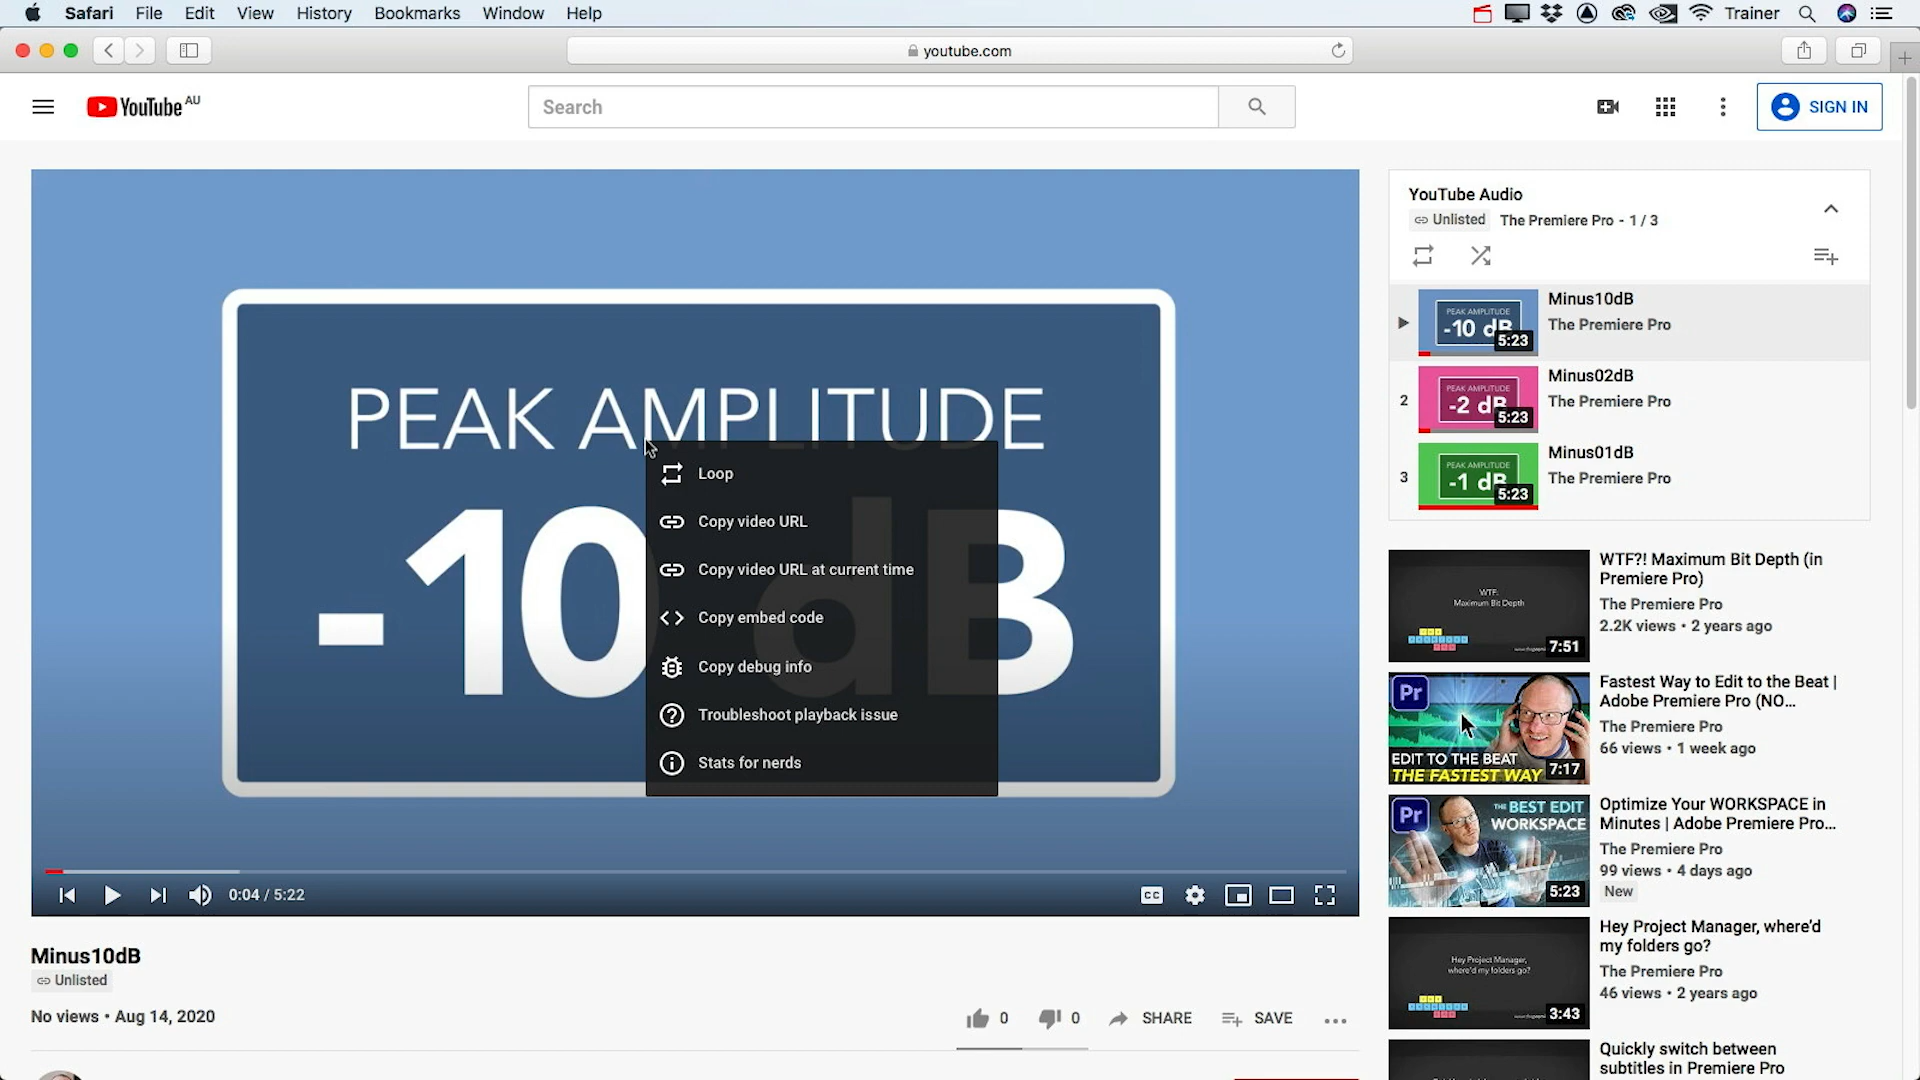 Safari File Edit View History Bookmarks Window Help
Trainer
youtube.com
YouTube AU
Search
SIGN IN
PEAK AMPLITUDE
-10 dB
Loop
Copy video URL
Copy video URL at current time
Copy embed code
Copy debug info
Troubleshoot playback issue
Stats for nerds
0:04 / 5:22
CC
Minus10dB
Unlisted
No views • Aug 14, 2020
0
0
SHARE
SAVE
YouTube Audio
Unlisted The Premiere Pro - 1 / 3
PEAK AMPLITUDE
-10 dB
5:23
Minus10dB
The Premiere Pro
2
PEAK AMPLITUDE
-2 dB
5:23
Minus02dB
The Premiere Pro
3
PEAK AMPLITUDE
-1 dB
5:23
Minus01dB
The Premiere Pro
WTF:
Maximum Bit Depth
7:51
WTF?! Maximum Bit Depth (in
Premiere Pro)
The Premiere Pro
2.2K views • 2 years ago
Pr
EDIT TO THE BEAT
THE FASTEST WAY
7:17
Fastest Way to Edit to the Beat |
Adobe Premiere Pro (NO...
The Premiere Pro
66 views • 1 week ago
Pr
THE BEST EDIT
WORKSPACE
5:23
Optimize Your WORKSPACE in
Minutes | Adobe Premiere Pro...
The Premiere Pro
99 views • 4 days ago
New
Hey Project Manager,
where'd my folders go?
3:43
Hey Project Manager, where'd
my folders go?
The Premiere Pro
46 views • 2 years ago
Quickly switch between
subtitles in Premiere Pro